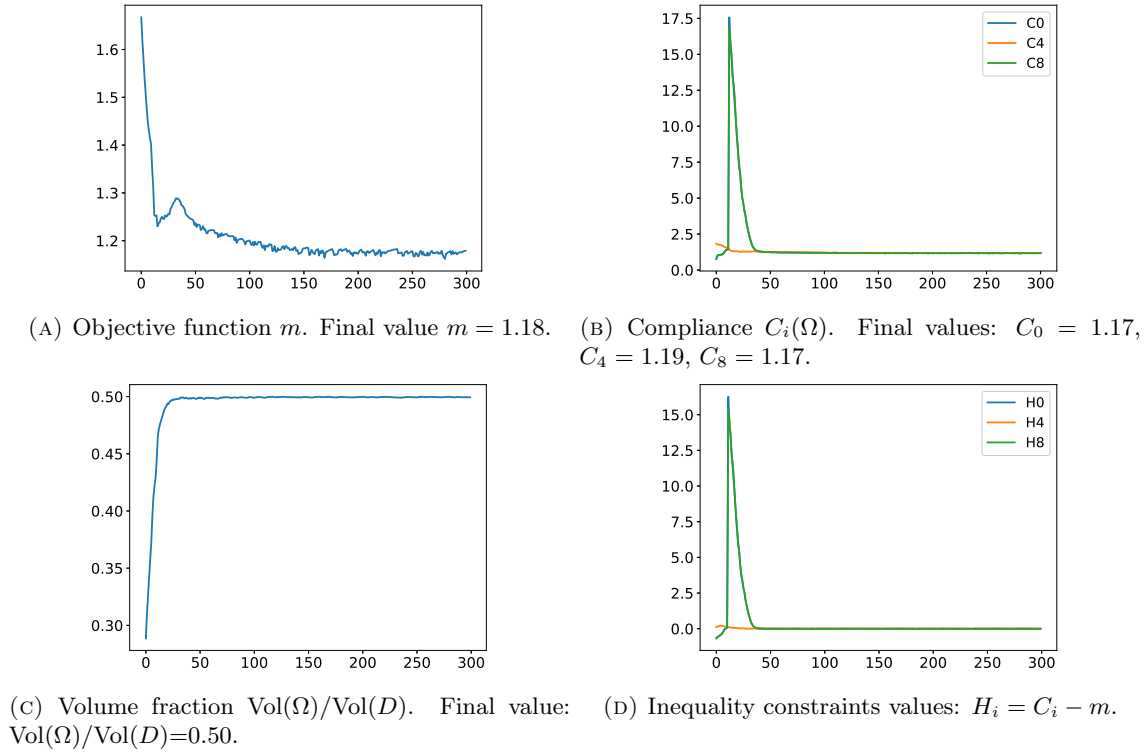 1.6
1.5
1.4
1.3
1.2
0 50 100 150 200 250 300
(A) Objective function m. Final value m = 1.18.
17.5
15.0
12.5
10.0
7.5
5.0
2.5
0.0
0 50 100 150 200 250 300
C0
C4
C8
(B) Compliance C_i(Ω). Final values: C_0 = 1.17,
C_4 = 1.19, C_8 = 1.17.
0.50
0.45
0.40
0.35
0.30
0 50 100 150 200 250 300
(C) Volume fraction Vol(Ω)/Vol(D). Final value:
Vol(Ω)/Vol(D)=0.50.
15.0
12.5
10.0
7.5
5.0
2.5
0.0
0 50 100 150 200 250 300
H0
H4
H8
(D) Inequality constraints values: H_i = C_i − m.